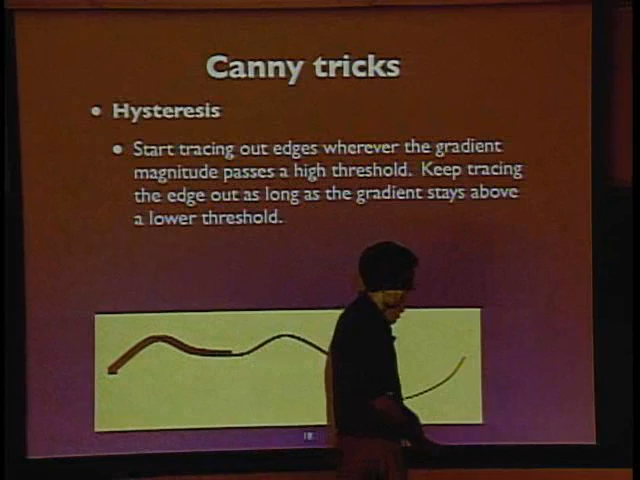 Canny tricks
• Hysteresis
• Start tracing out edges wherever the gradient
magnitude passes a high threshold. Keep tracing
the edge out as long as the gradient stays above
a lower threshold.